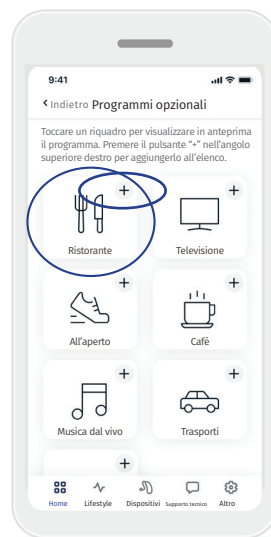 9:41
Indietro Programmi opzionali
Toccare un riquadro per visualizzare in anteprima
il programma. Premere il pulsante “+” nell’angolo
superiore destro per aggiungerlo all’elenco.
+ +
Ristorante Televisione
+ +
All'aperto Café
+ +
Musica dal vivo Trasporti
+
Home Lifestyle Dispositivi Supporto tecnico Altro